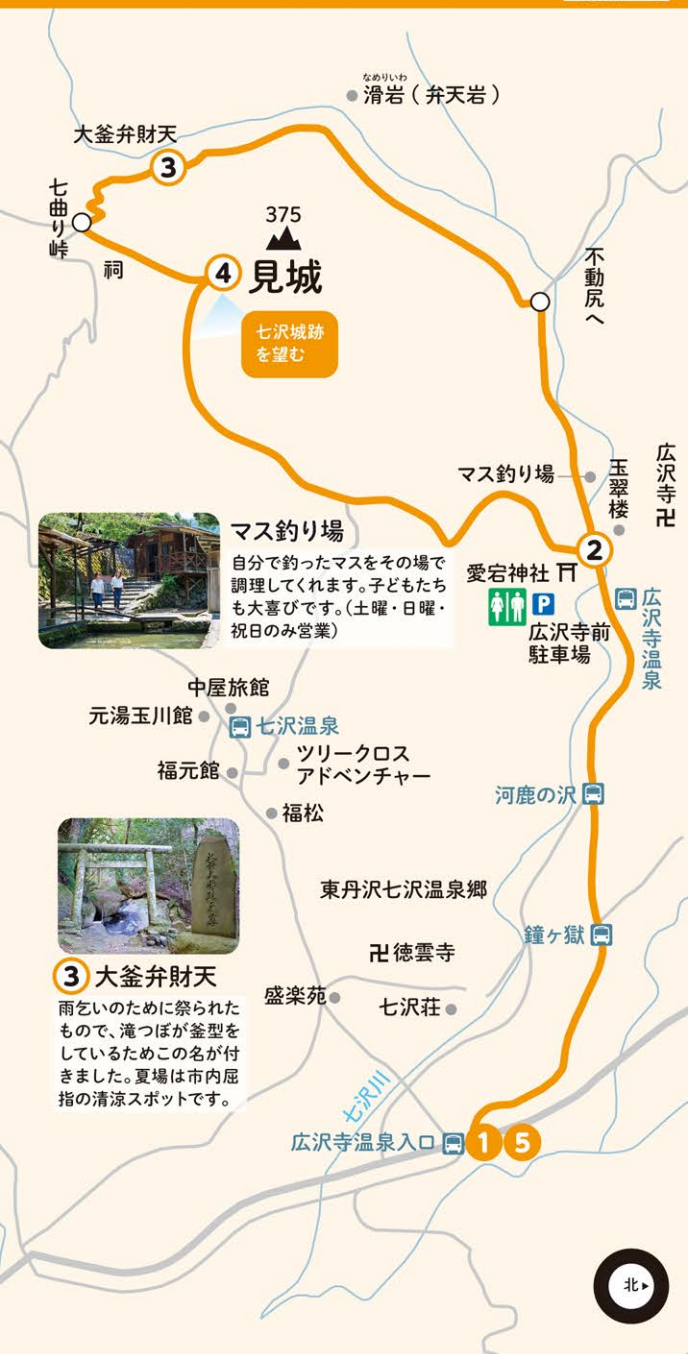 なめりいわ
滑岩（弁天岩）
大釜弁財天
3
七曲り峠
祠
375
4 見城
七沢城跡
を望む
不動尻へ
マス釣り場
玉翠楼
広沢寺卍
2
愛宕神社
P
広沢寺前
駐車場
広沢寺温泉
マス釣り場
自分で釣ったマスをその場で
調理してくれます。子どもたち
も大喜びです。（土曜・日曜・
祝日のみ営業）
中屋旅館
元湯玉川館
七沢温泉
福元館
ツリークロス
アドベンチャー
福松
河鹿の沢
東丹沢七沢温泉郷
鐘ヶ嶽
卍徳雲寺
盛楽苑
七沢荘
3 大釜弁財天
雨乞いのために祭られた
もので、滝つぼが釜型を
しているためこの名が付
きました。夏場は市内屈
指の清涼スポットです。
七沢川
広沢寺温泉入口
1 5
北